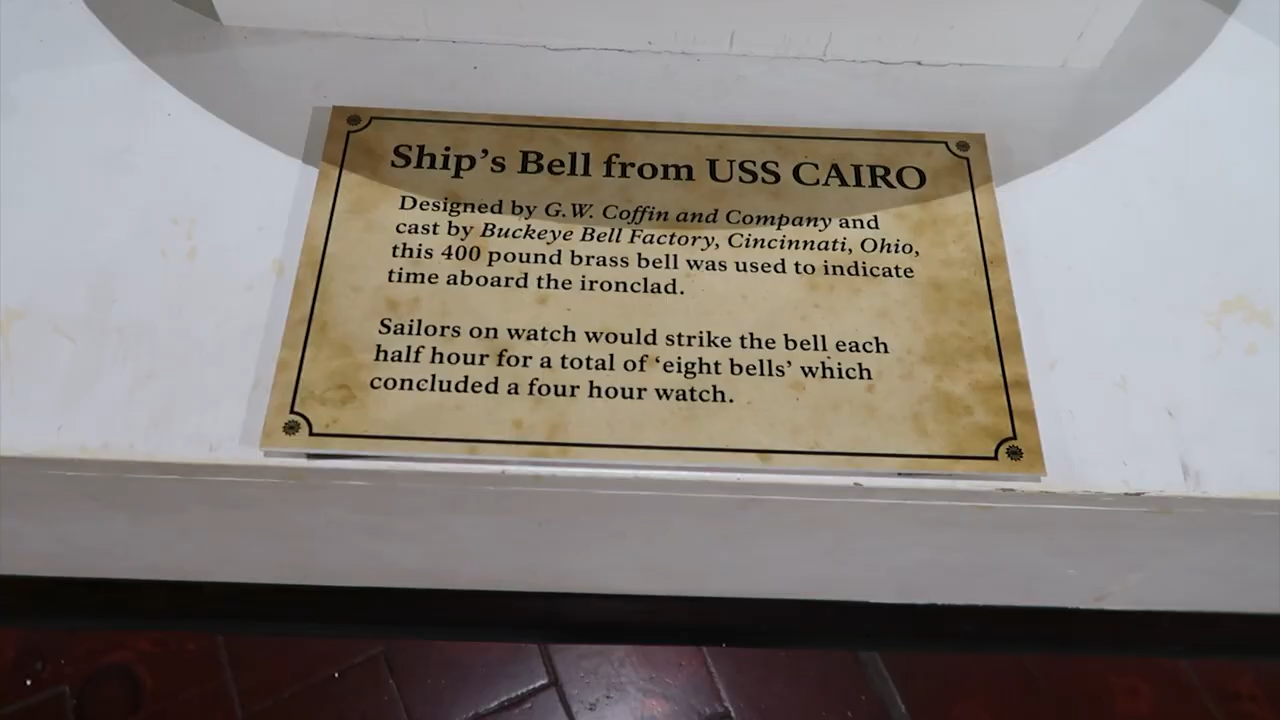 Ship's Bell from USS CAIRO
Designed by G.W. Coffin and Company and
cast by Buckeye Bell Factory, Cincinnati, Ohio,
this 400 pound brass bell was used to indicate
time aboard the ironclad.
Sailors on watch would strike the bell each
half hour for a total of 'eight bells' which
concluded a four hour watch.